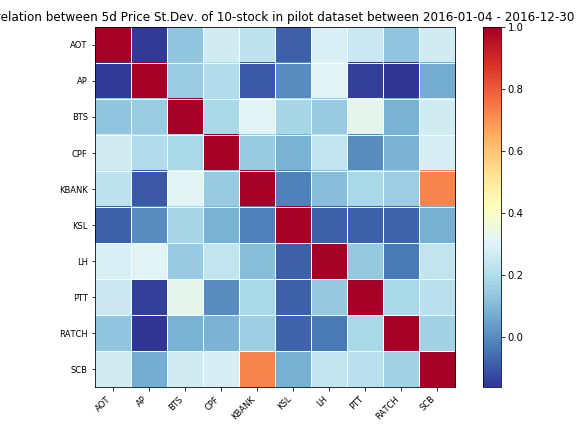 relation between 5d Price St.Dev. of 10-stock in pilot dataset between 2016-01-04 - 2016-12-30
AOT
AP
BTS
CPF
KBANK
KSL
LH
PTT
RATCH
SCB
AOT AP BTS CPF KBANK KSL LH PTT RATCH SCB
1.0
0.8
0.6
0.4
0.2
0.0